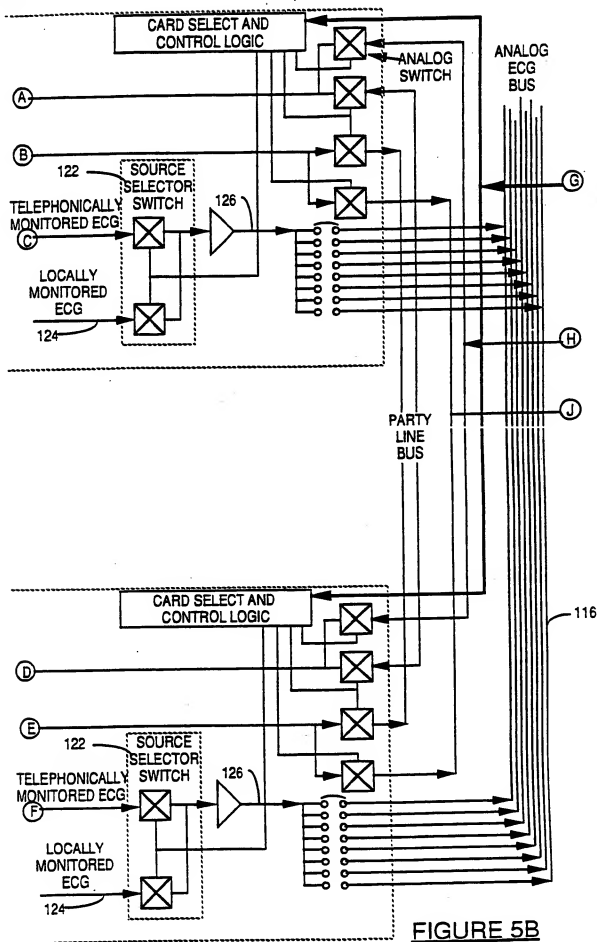 CARD SELECT AND
CONTROL LOGIC
ANALOG
SWITCH
ANALOG
ECG
BUS
A
B
122
SOURCE
SELECTOR
SWITCH
126
G
TELEPHONICALLY
MONITORED ECG
C
LOCALLY
MONITORED
ECG
124
H
J
PARTY
LINE
BUS
CARD SELECT AND
CONTROL LOGIC
116
D
E
122
SOURCE
SELECTOR
SWITCH
126
TELEPHONICALLY
MONITORED ECG
F
LOCALLY
MONITORED
ECG
124
FIGURE 5B